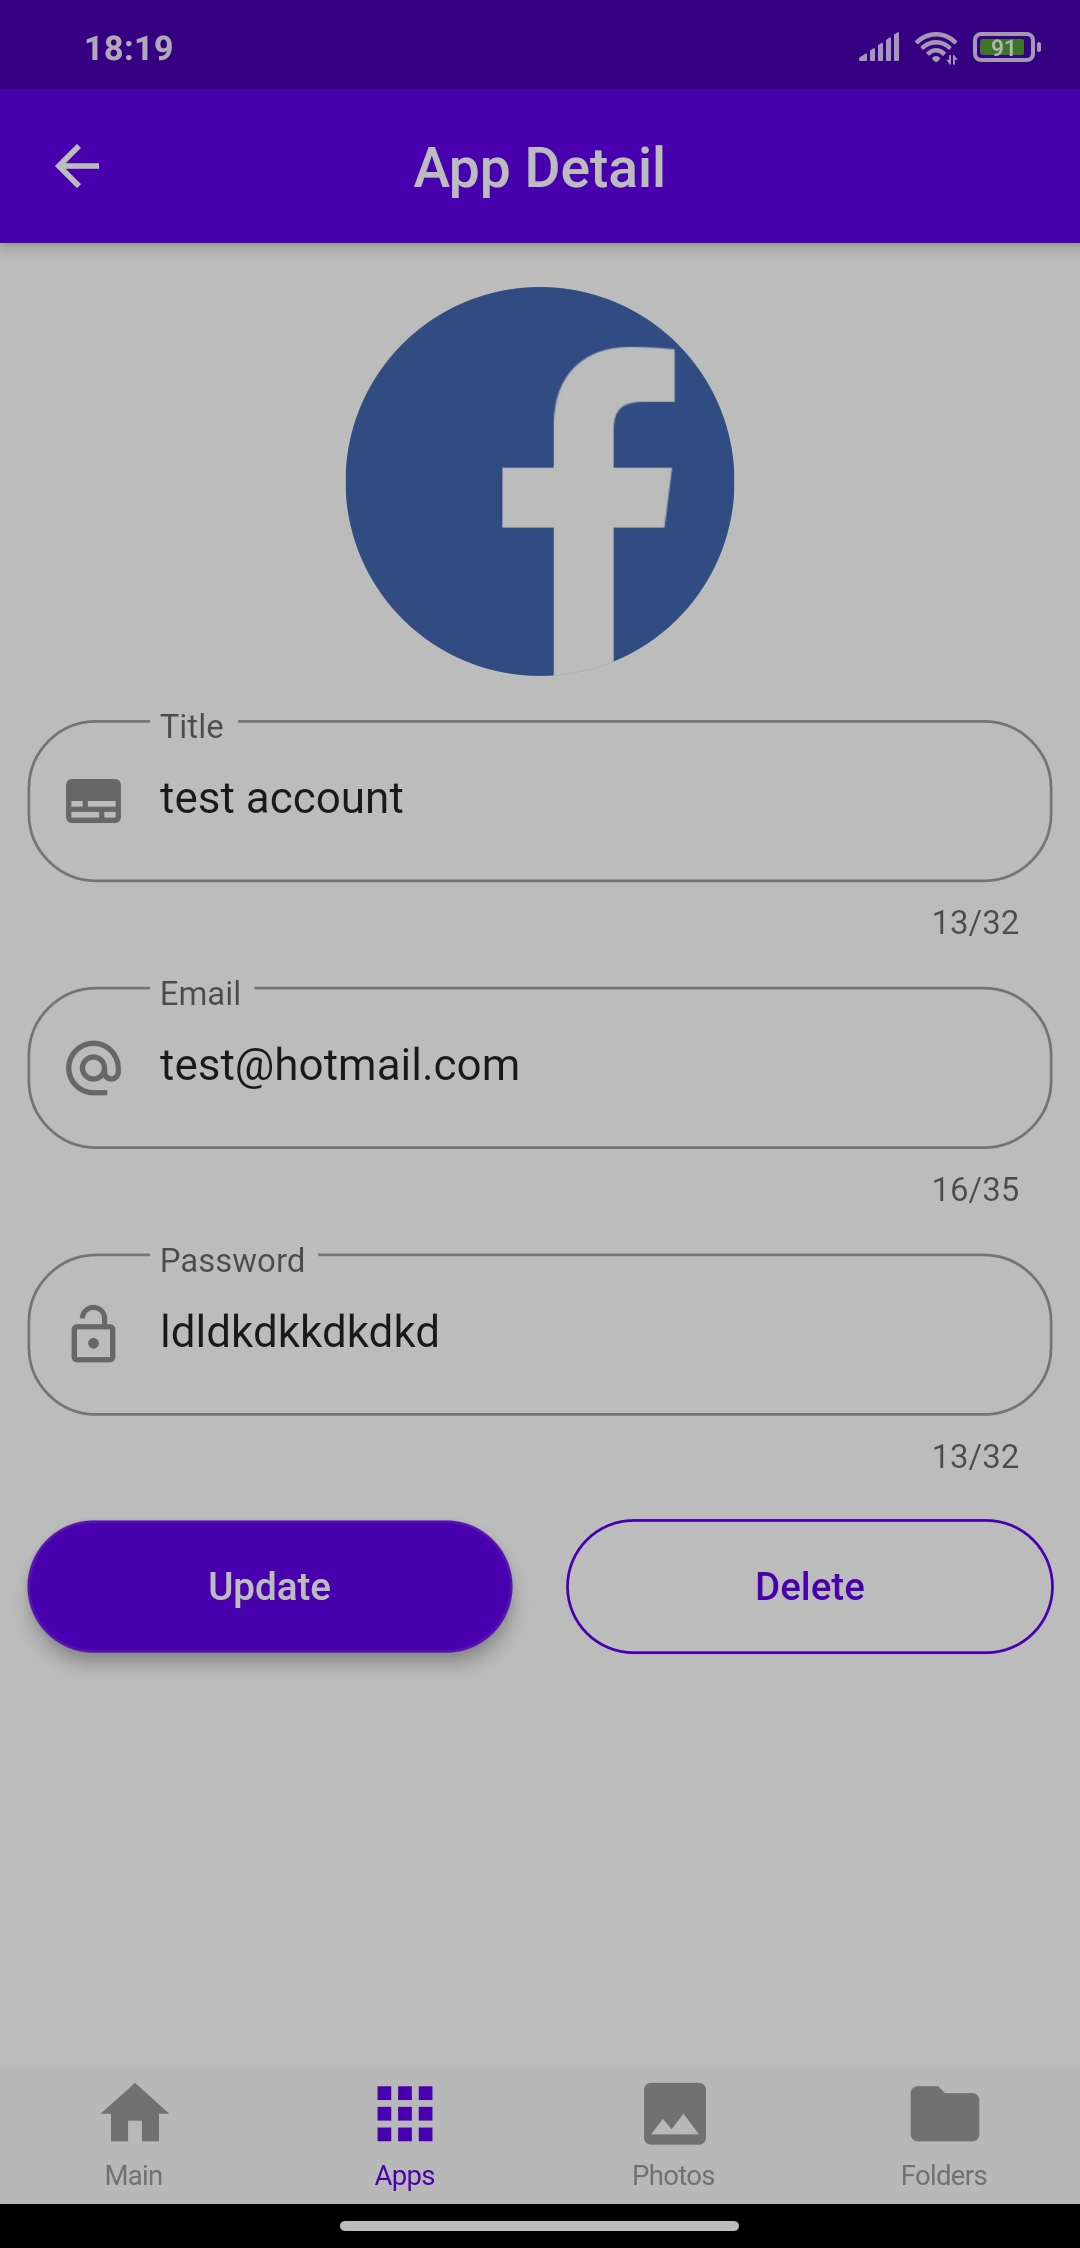 18:19
91
App Detail
Title
test account
13/32
Email
test@hotmail.com
16/35
Password
ldldkdkkdkdkd
13/32
Update
Delete
Main
Apps
Photos
Folders